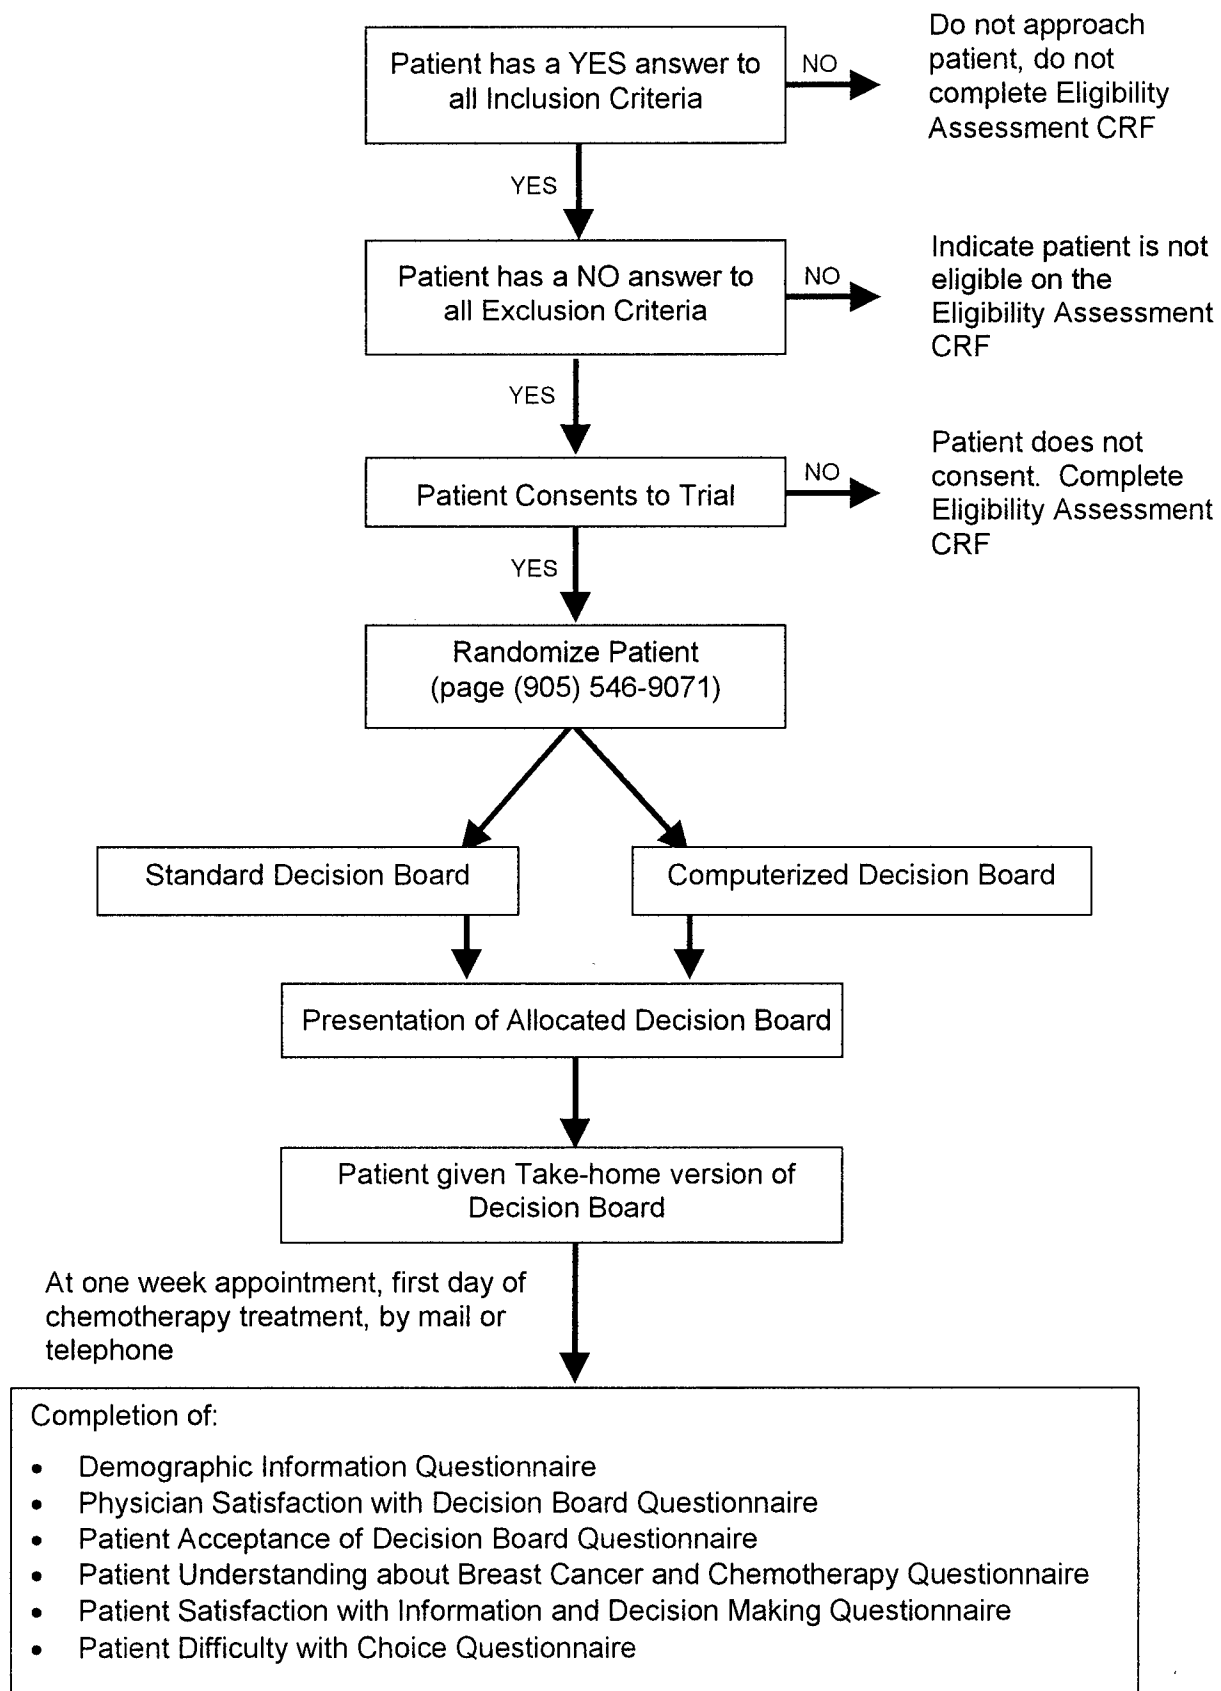 Patient has a YES answer to
all Inclusion Criteria
NO
Do not approach
patient, do not
complete Eligibility
Assessment CRF
YES
Patient has a NO answer to
all Exclusion Criteria
NO
Indicate patient is not
eligible on the
Eligibility Assessment
CRF
YES
Patient Consents to Trial
NO
Patient does not
consent. Complete
Eligibility Assessment
CRF
YES
Randomize Patient
(page (905) 546-9071)
Standard Decision Board
Computerized Decision Board
Presentation of Allocated Decision Board
Patient given Take-home version of
Decision Board
At one week appointment, first day of
chemotherapy treatment, by mail or
telephone
Completion of:
• Demographic Information Questionnaire
• Physician Satisfaction with Decision Board Questionnaire
• Patient Acceptance of Decision Board Questionnaire
• Patient Understanding about Breast Cancer and Chemotherapy Questionnaire
• Patient Satisfaction with Information and Decision Making Questionnaire
• Patient Difficulty with Choice Questionnaire